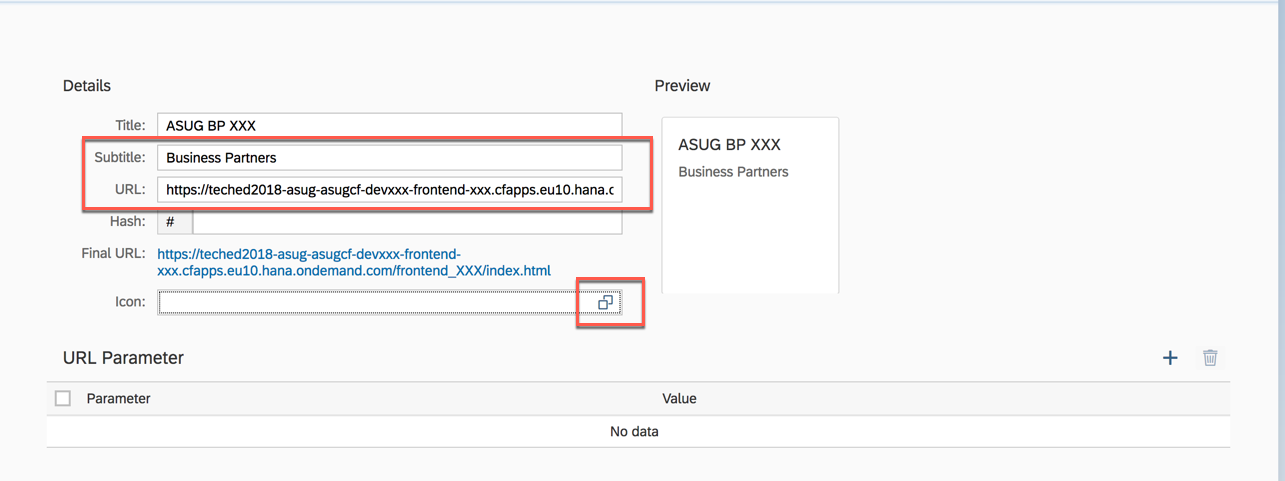 Details
Preview
Title: ASUG BP XXX
Subtitle: Business Partners
URL: https://teched2018-asug-asugcf-devxxx-frontend-xxx.cfapps.eu10.hana.c
Hash: #
Final URL: https://teched2018-asug-asugcf-devxxx-frontend-
xxx.cfapps.eu10.hana.ondemand.com/frontend_XXX/index.html
Icon:
ASUG BP XXX
Business Partners
URL Parameter
Parameter Value
No data